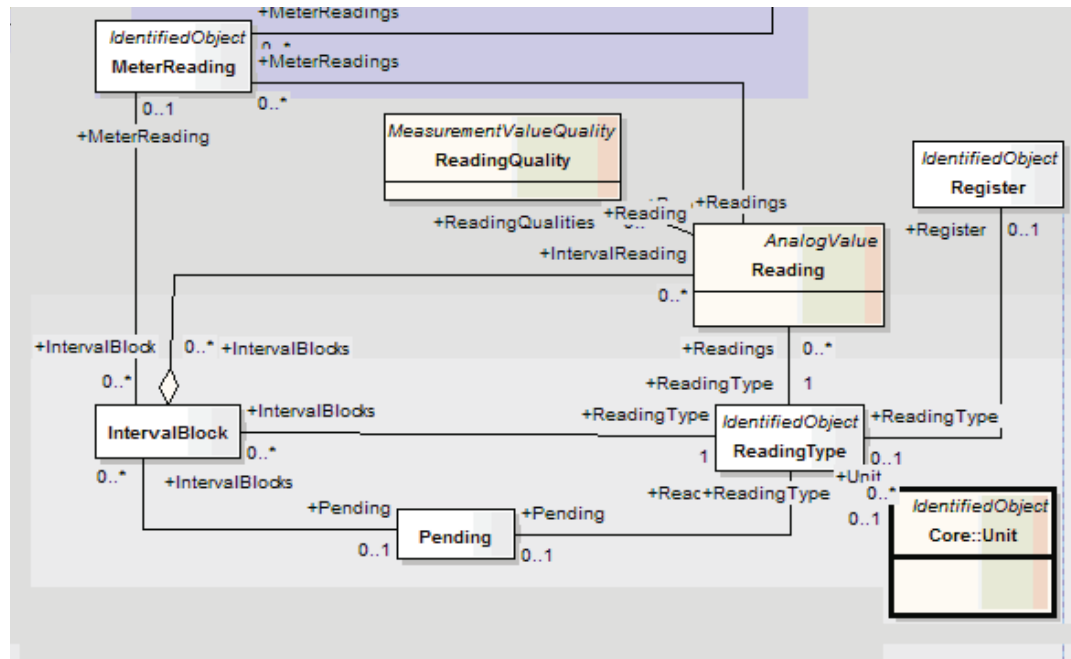 +MeterReadings
IdentifiedObject
MeterReading
0..*
+MeterReadings
0..*
0..1
+MeterReading
MeasurementValueQuality
ReadingQuality
IdentifiedObject
Register
+ReadingQualities
+Reading
+Readings
+Register
0..1
+IntervalReading
AnalogValue
Reading
0..*
+IntervalBlock
0..*
+IntervalBlocks
+Readings
0..*
0..*
+ReadingType
1
+IntervalBlocks
+ReadingType
IdentifiedObject
ReadingType
+ReadingType
IntervalBlock
0..*
1
0..1
0..*
+IntervalBlocks
+Unit
+Reac+ReadingType
0..*
+Pending
+Pending
0..1
IdentifiedObject
Core::Unit
Pending
0..1
0..1